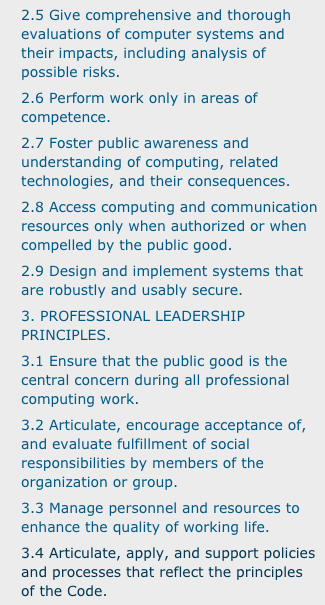 2.5 Give comprehensive and thorough
evaluations of computer systems and
their impacts, including analysis of
possible risks.
2.6 Perform work only in areas of
competence.
2.7 Foster public awareness and
understanding of computing, related
technologies, and their consequences.
2.8 Access computing and communication
resources only when authorized or when
compelled by the public good.
2.9 Design and implement systems that
are robustly and usably secure.
3. PROFESSIONAL LEADERSHIP
PRINCIPLES.
3.1 Ensure that the public good is the
central concern during all professional
computing work.
3.2 Articulate, encourage acceptance of,
and evaluate fulfillment of social
responsibilities by members of the
organization or group.
3.3 Manage personnel and resources to
enhance the quality of working life.
3.4 Articulate, apply, and support policies
and processes that reflect the principles
of the Code.